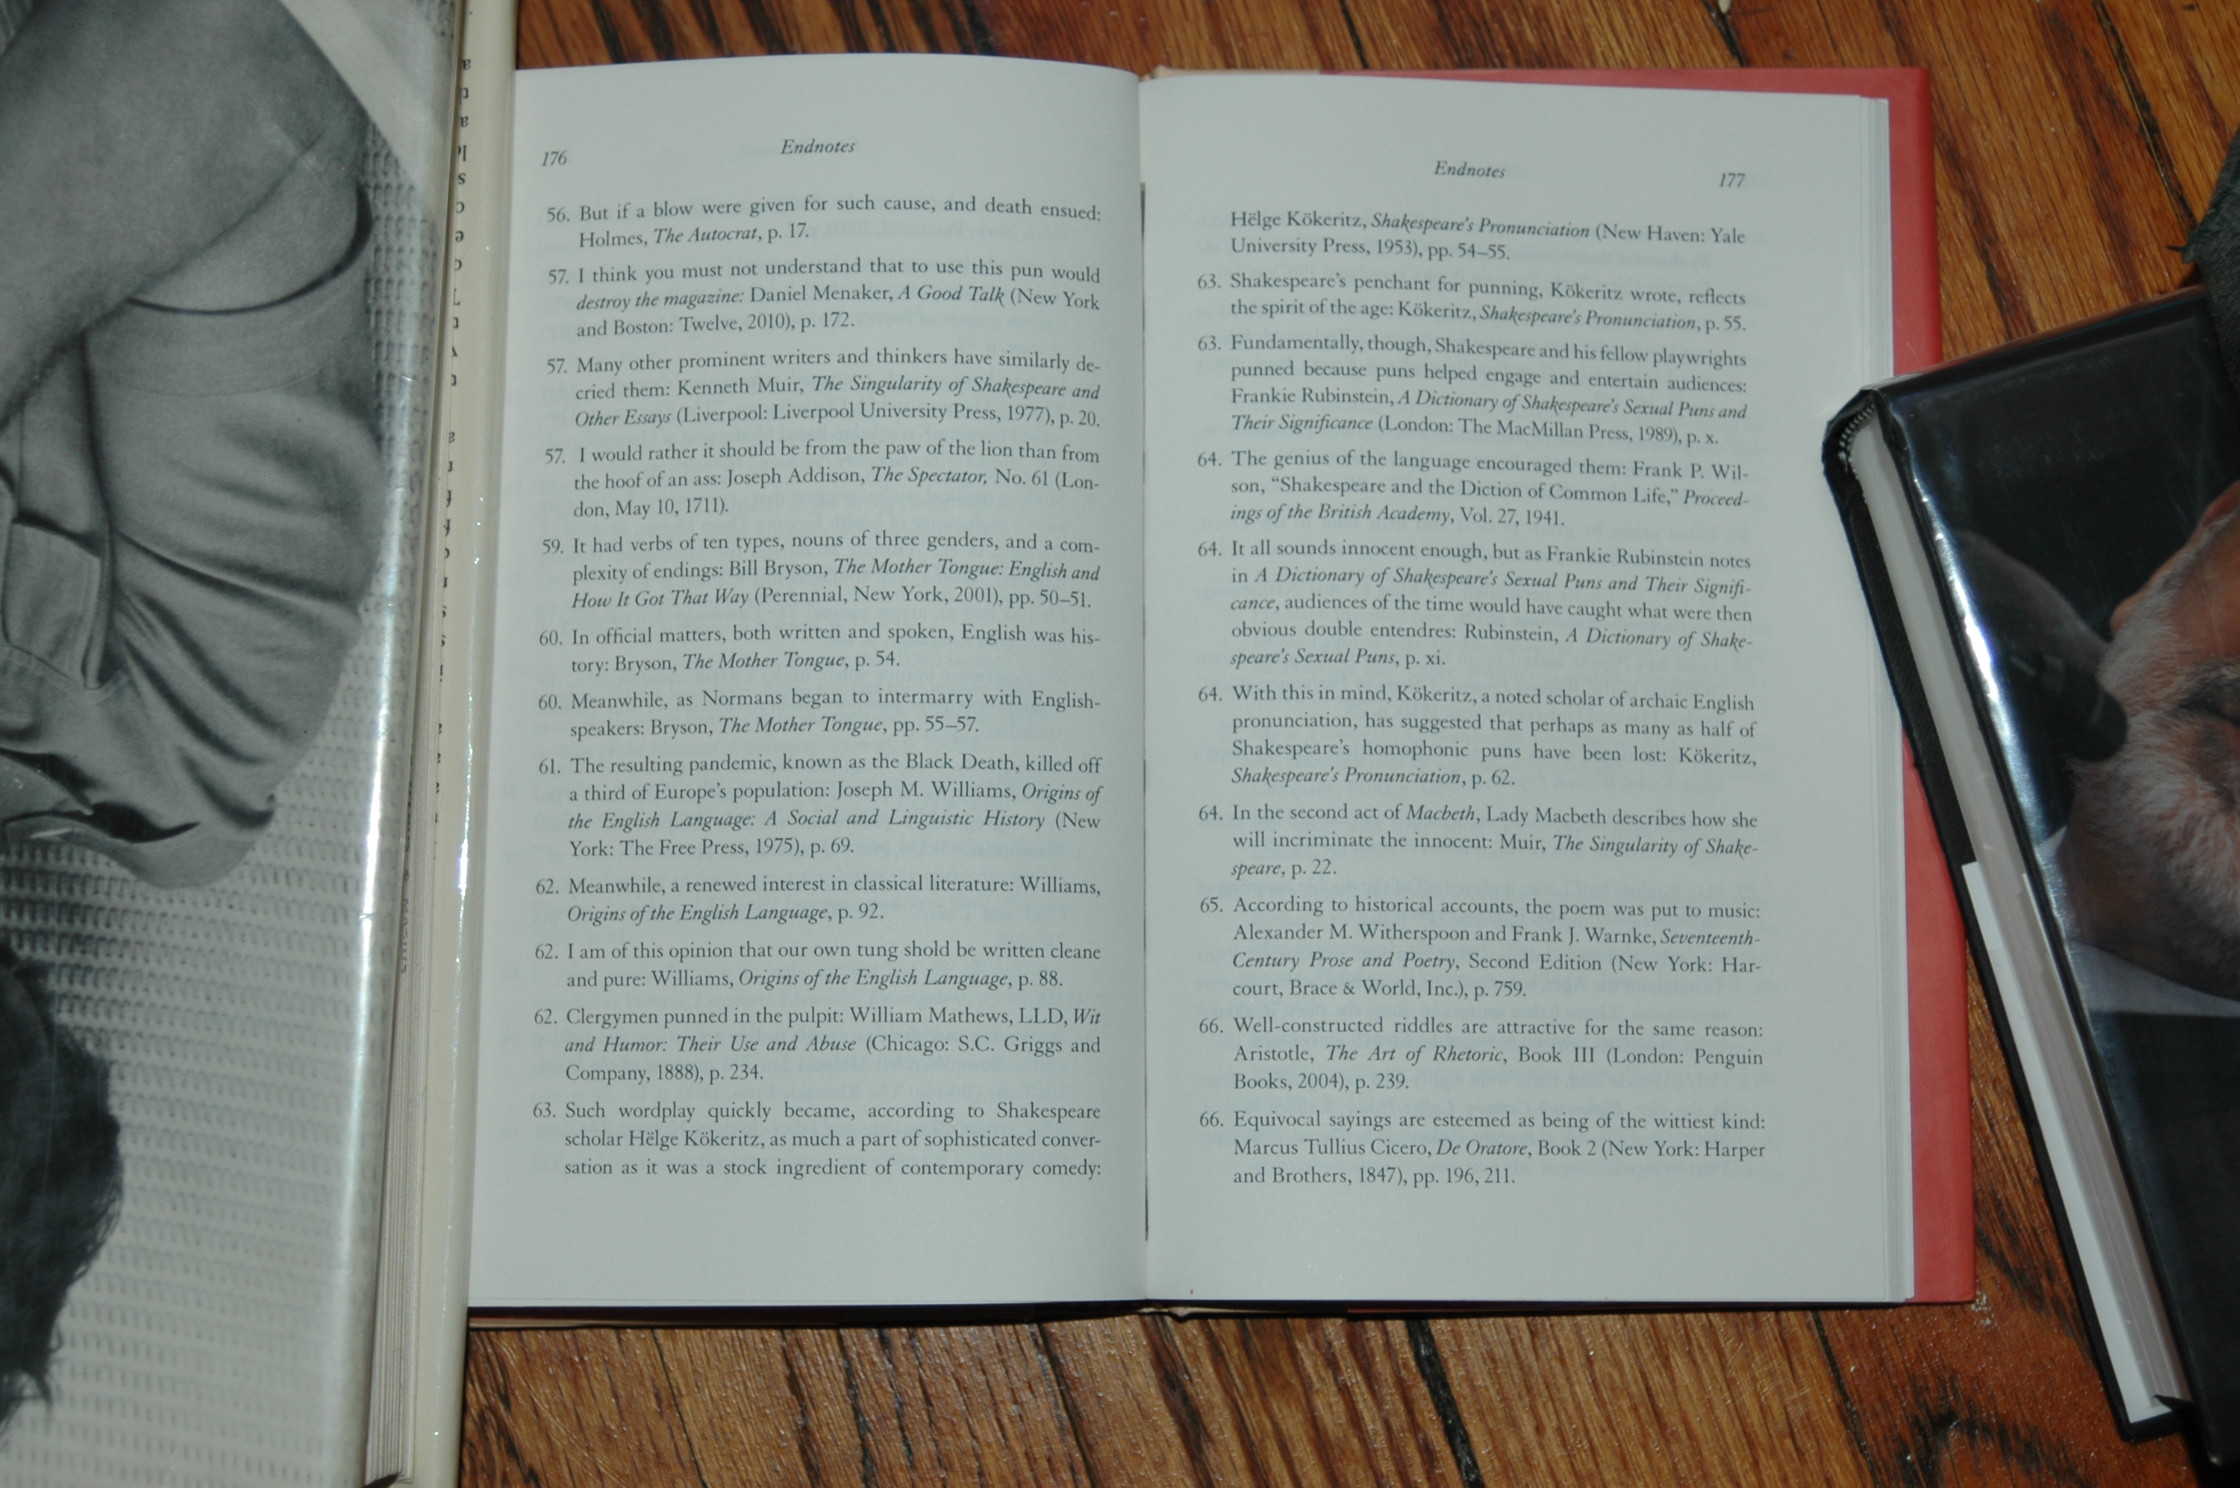 176
Endnotes
56. But if a blow were given for such cause, and death ensued:
Holmes, The Autocrat, p. 17.
57. I think you must not understand that to use this pun would
destroy the magazine: Daniel Menaker, A Good Talk (New York
and Boston: Twelve, 2010), p. 172.
57. Many other prominent writers and thinkers have similarly de-
cried them: Kenneth Muir, The Singularity of Shakespeare and
Other Essays (Liverpool: Liverpool University Press, 1977), p. 20.
57. I would rather it should be from the paw of the lion than from
the hoof of an ass: Joseph Addison, The Spectator, No. 61 (Lon-
don, May 10, 1711).
59. It had verbs of ten types, nouns of three genders, and a com-
plexity of endings: Bill Bryson, The Mother Tongue: English and
How It Got That Way (Perennial, New York, 2001), pp. 50–51.
60. In official matters, both written and spoken, English was his-
tory: Bryson, The Mother Tongue, p. 54.
60. Meanwhile, as Normans began to intermarry with English-
speakers: Bryson, The Mother Tongue, pp. 55–57.
61. The resulting pandemic, known as the Black Death, killed off
a third of Europe's population: Joseph M. Williams, Origins of
the English Language: A Social and Linguistic History (New
York: The Free Press, 1975), p. 69.
62. Meanwhile, a renewed interest in classical literature: Williams,
Origins of the English Language, p. 92.
62. I am of this opinion that our own tung shold be written cleane
and pure: Williams, Origins of the English Language, p. 88.
62. Clergymen punned in the pulpit: William Mathews, LLD, Wit
and Humor: Their Use and Abuse (Chicago: S.C. Griggs and
Company, 1888), p. 234.
63. Such wordplay quickly became, according to Shakespeare
scholar Hëlge Kökeritz, as much a part of sophisticated conver-
sation as it was a stock ingredient of contemporary comedy:
Endnotes
177
Hëlge Kökeritz, Shakespeare's Pronunciation (New Haven: Yale
University Press, 1953), pp. 54–55.
63. Shakespeare's penchant for punning, Kökeritz wrote, reflects
the spirit of the age: Kökeritz, Shakespeare's Pronunciation, p. 55.
63. Fundamentally, though, Shakespeare and his fellow playwrights
punned because puns helped engage and entertain audiences:
Frankie Rubinstein, A Dictionary of Shakespeare's Sexual Puns and
Their Significance (London: The MacMillan Press, 1989), p. x.
64. The genius of the language encouraged them: Frank P. Wil-
son, “Shakespeare and the Diction of Common Life,” Proceed-
ings of the British Academy, Vol. 27, 1941.
64. It all sounds innocent enough, but as Frankie Rubinstein notes
in A Dictionary of Shakespeare's Sexual Puns and Their Signifi-
cance, audiences of the time would have caught what were then
obvious double entendres: Rubinstein, A Dictionary of Shake-
speare's Sexual Puns, p. xi.
64. With this in mind, Kökeritz, a noted scholar of archaic English
pronunciation, has suggested that perhaps as many as half of
Shakespeare's homophonic puns have been lost: Kökeritz,
Shakespeare's Pronunciation, p. 62.
64. In the second act of Macbeth, Lady Macbeth describes how she
will incriminate the innocent: Muir, The Singularity of Shake-
speare, p. 22.
65. According to historical accounts, the poem was put to music:
Alexander M. Witherspoon and Frank J. Warnke, Seventeenth-
Century Prose and Poetry, Second Edition (New York: Har-
court, Brace & World, Inc.), p. 759.
66. Well-constructed riddles are attractive for the same reason:
Aristotle, The Art of Rhetoric, Book III (London: Penguin
Books, 2004), p. 239.
66. Equivocal sayings are esteemed as being of the wittiest kind:
Marcus Tullius Cicero, De Oratore, Book 2 (New York: Harper
and Brothers, 1847), pp. 196, 211.